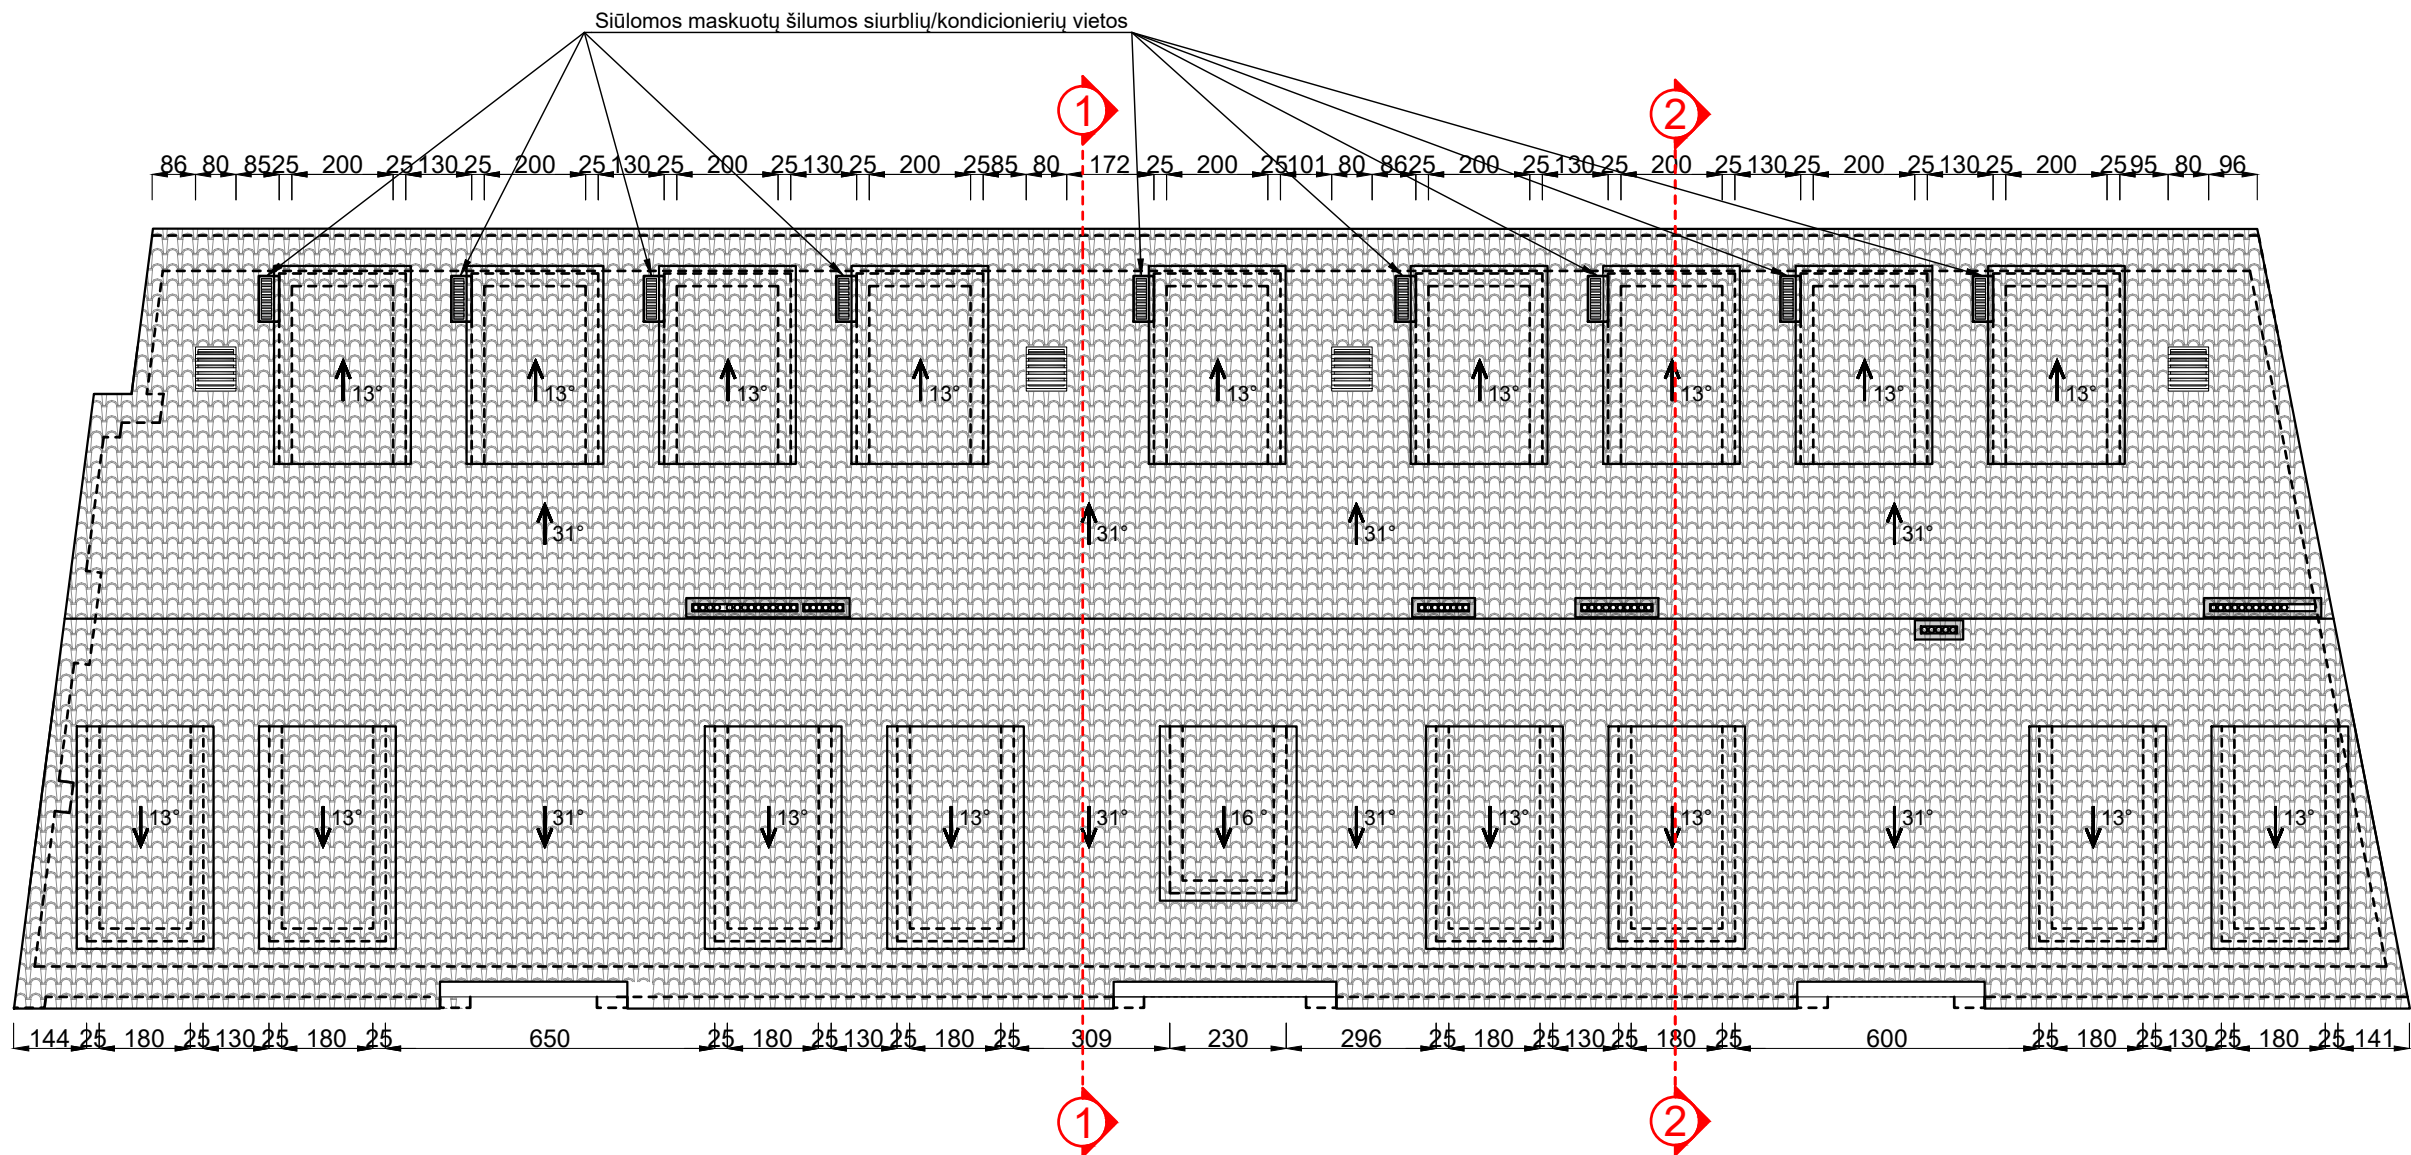 Siūlomos maskuotų šilumos siurblių/kondicionierių vietos
1 2
86 80 85 25 200 25 130 25 200 25 130 25 200 25 130 25 200 25 85 80 172 25 200 25 101 80 86 25 200 25 130 25 200 25 130 25 200 25 130 25 200 25 95 80 96
13° 13° 13° 13° 13° 13° 13° 13° 13°
31° 31° 31° 31°
13° 13° 31° 13° 13° 31° 16° 31° 13° 13° 31° 13° 13°
144 25 180 25 130 25 180 25 650 25 180 25 130 25 180 25 309 230 296 25 180 25 130 25 180 25 600 25 180 25 130 25 180 25 141
1 2